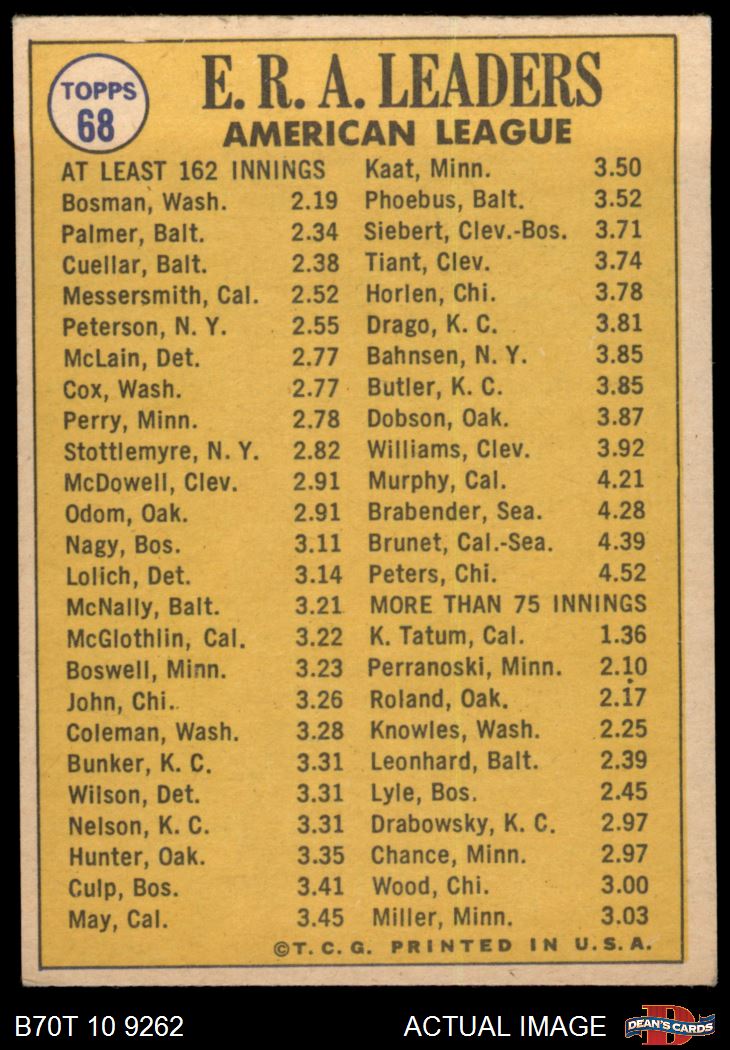 TOPPS
68
E. R. A. LEADERS
AMERICAN LEAGUE
AT LEAST 162 INNINGS
Bosman, Wash. 2.19
Palmer, Balt. 2.34
Cuellar, Balt. 2.38
Messersmith, Cal. 2.52
Peterson, N. Y. 2.55
McLain, Det. 2.77
Cox, Wash. 2.77
Perry, Minn. 2.78
Stottlemyre, N. Y. 2.82
McDowell, Clev. 2.91
Odom, Oak. 2.91
Nagy, Bos. 3.11
Lolich, Det. 3.14
McNally, Balt. 3.21
McGlothlin, Cal. 3.22
Boswell, Minn. 3.23
John, Chi. 3.26
Coleman, Wash. 3.28
Bunker, K. C. 3.31
Wilson, Det. 3.31
Nelson, K. C. 3.31
Hunter, Oak. 3.35
Culp, Bos. 3.41
May, Cal. 3.45
Kaat, Minn. 3.50
Phoebus, Balt. 3.52
Siebert, Clev.-Bos. 3.71
Tiant, Clev. 3.74
Horlen, Chi. 3.78
Drago, K. C. 3.81
Bahnsen, N. Y. 3.85
Butler, K. C. 3.85
Dobson, Oak. 3.87
Williams, Clev. 3.92
Murphy, Cal. 4.21
Brabender, Sea. 4.28
Brunet, Cal.-Sea. 4.39
Peters, Chi. 4.52
MORE THAN 75 INNINGS
K. Tatum, Cal. 1.36
Perranoski, Minn. 2.10
Roland, Oak. 2.17
Knowles, Wash. 2.25
Leonhard, Balt. 2.39
Lyle, Bos. 2.45
Drabowsky, K. C. 2.97
Chance, Minn. 2.97
Wood, Chi. 3.00
Miller, Minn. 3.03
©T. C. G. PRINTED IN U. S. A.
B70T 10 9262
ACTUAL IMAGE
D
DEAN'S CARDS